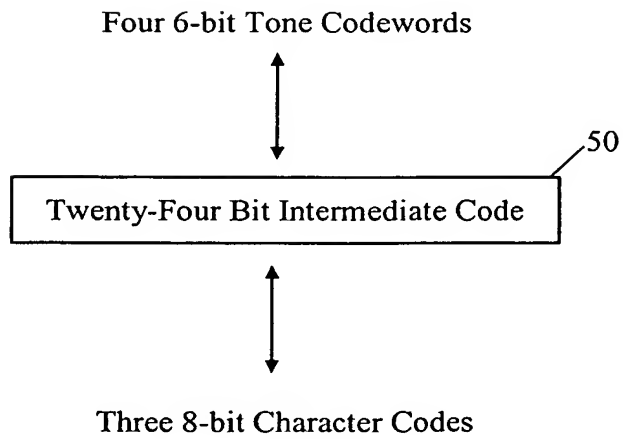 Four 6-bit Tone Codewords
50
Twenty-Four Bit Intermediate Code
Three 8-bit Character Codes